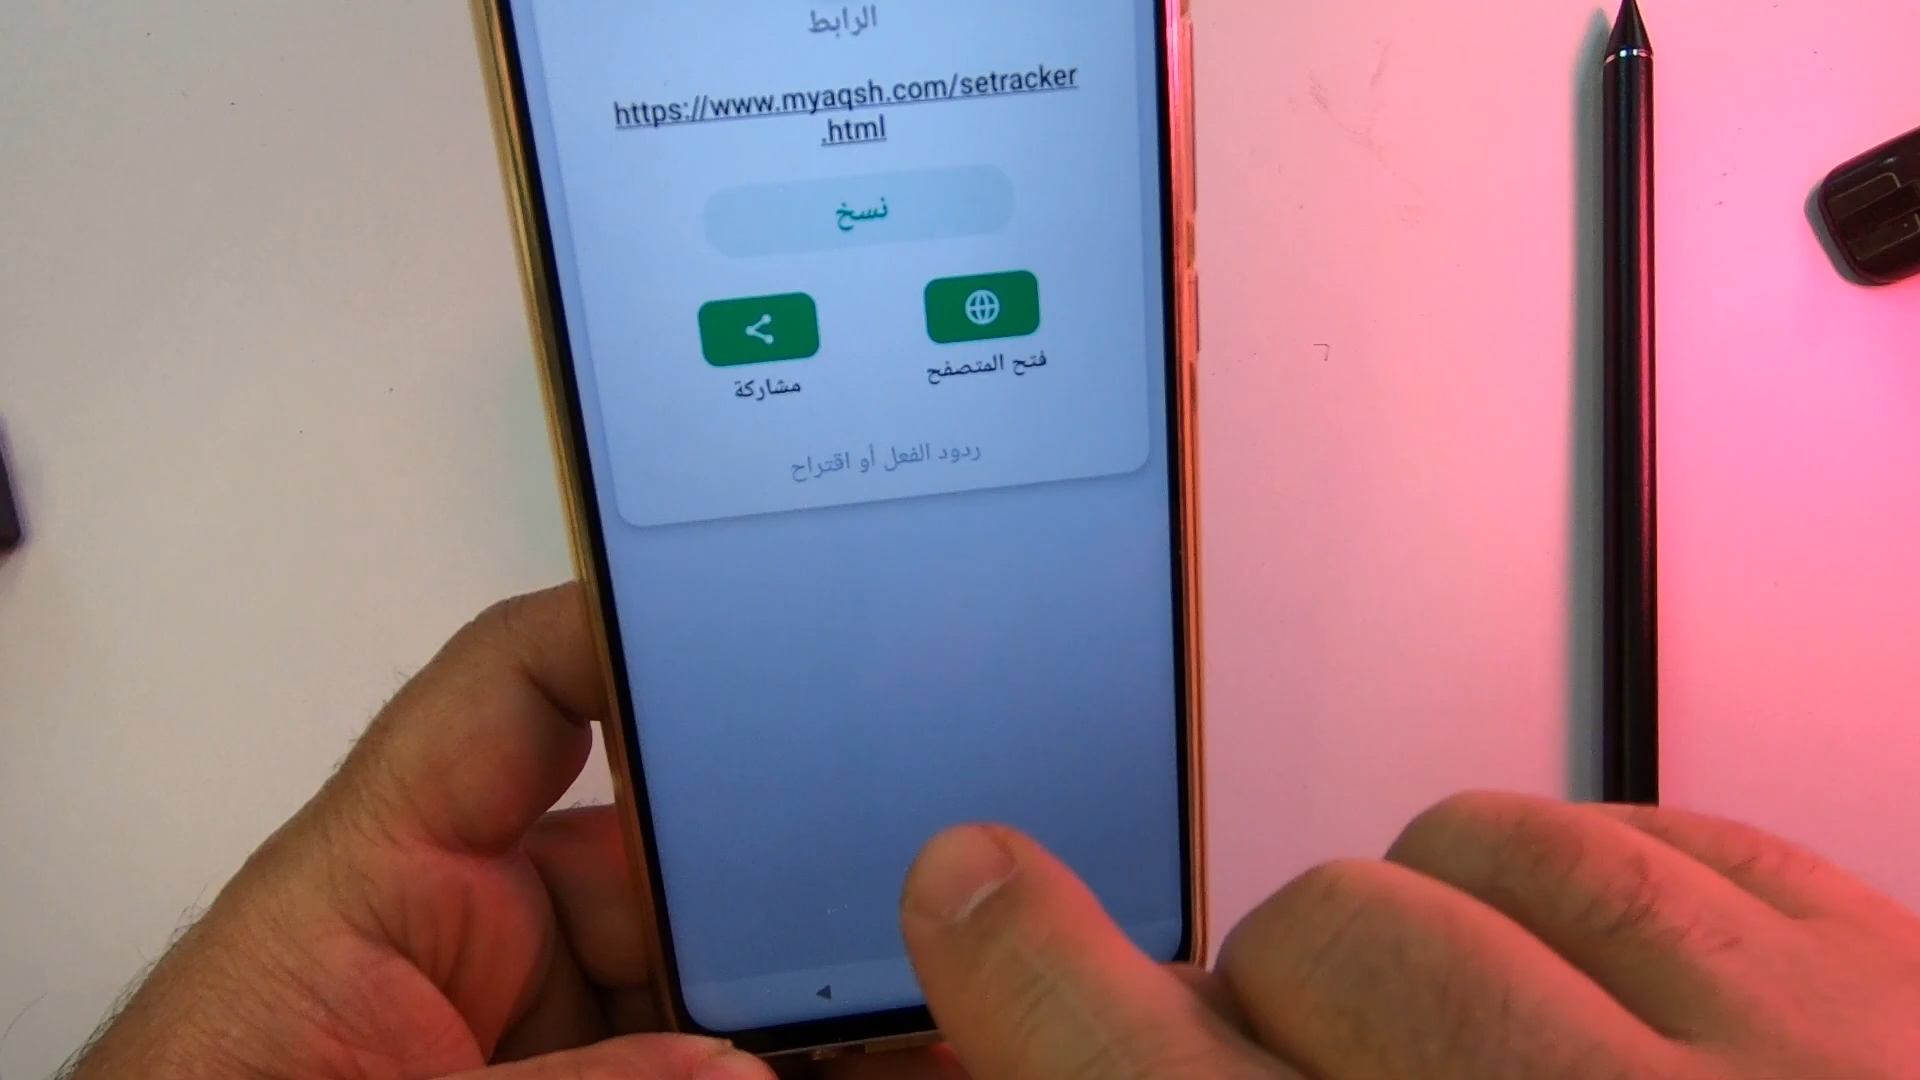 الرابط
https://www.myaqsh.com/setracker
.html
نسخ
فتح المتصفح
مشاركة
ردود الفعل أو اقتراح